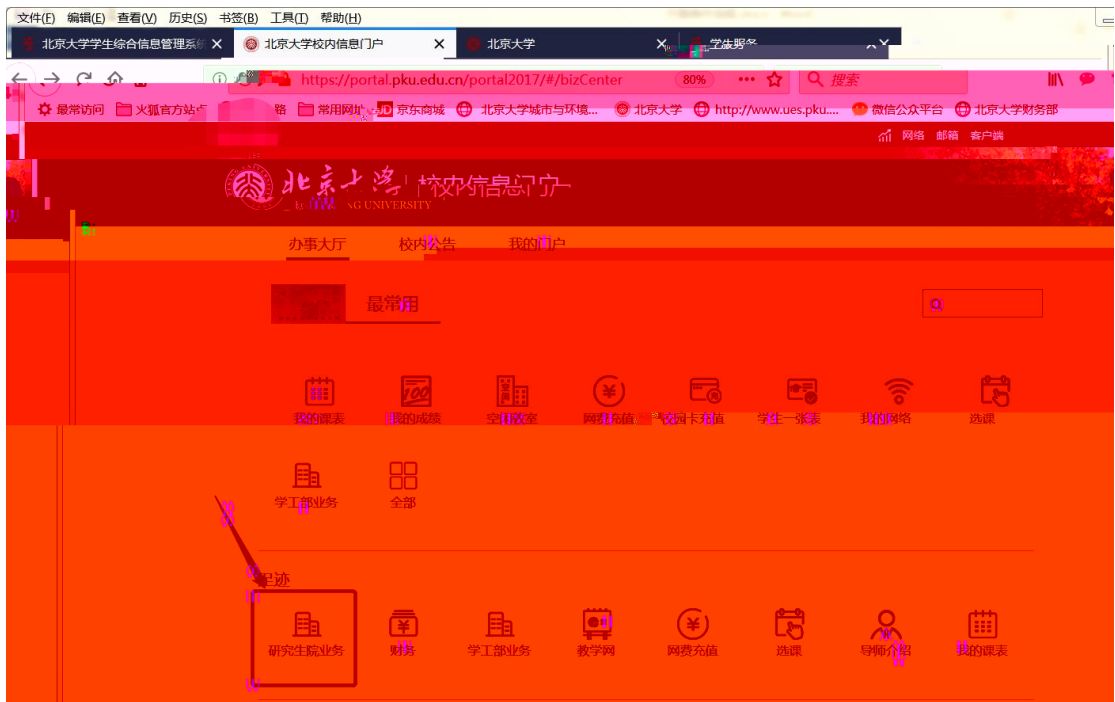 文件(F) 编辑(E) 查看(V) 历史(S) 书签(B) 工具(T) 帮助(H)
北京大学学生综合信息管理系统 × 北京大学校内信息门户 × 北京大学 ×
https://portal.pku.edu.cn/portal2017/#/bizCenter 80% 搜索
最常访问 火狐官方站点 常用网址 JD 京东商城 北京大学城市与环境... 北京大学 http://www.ues.pku.... 微信公众平台 北京大学财务部
网络 邮箱 客户端
北京大学 校内信息门户
UNIVERSITY
办事大厅 校内公告 我的门户
最常用
我的课表 我的成绩 空闲教室 网费充值 校园卡充值 学生一张表 我的网络 选课
学工部业务 全部
足迹
研究生院业务 财务 学工部业务 教学网 网费充值 选课 导师介绍 我的课表